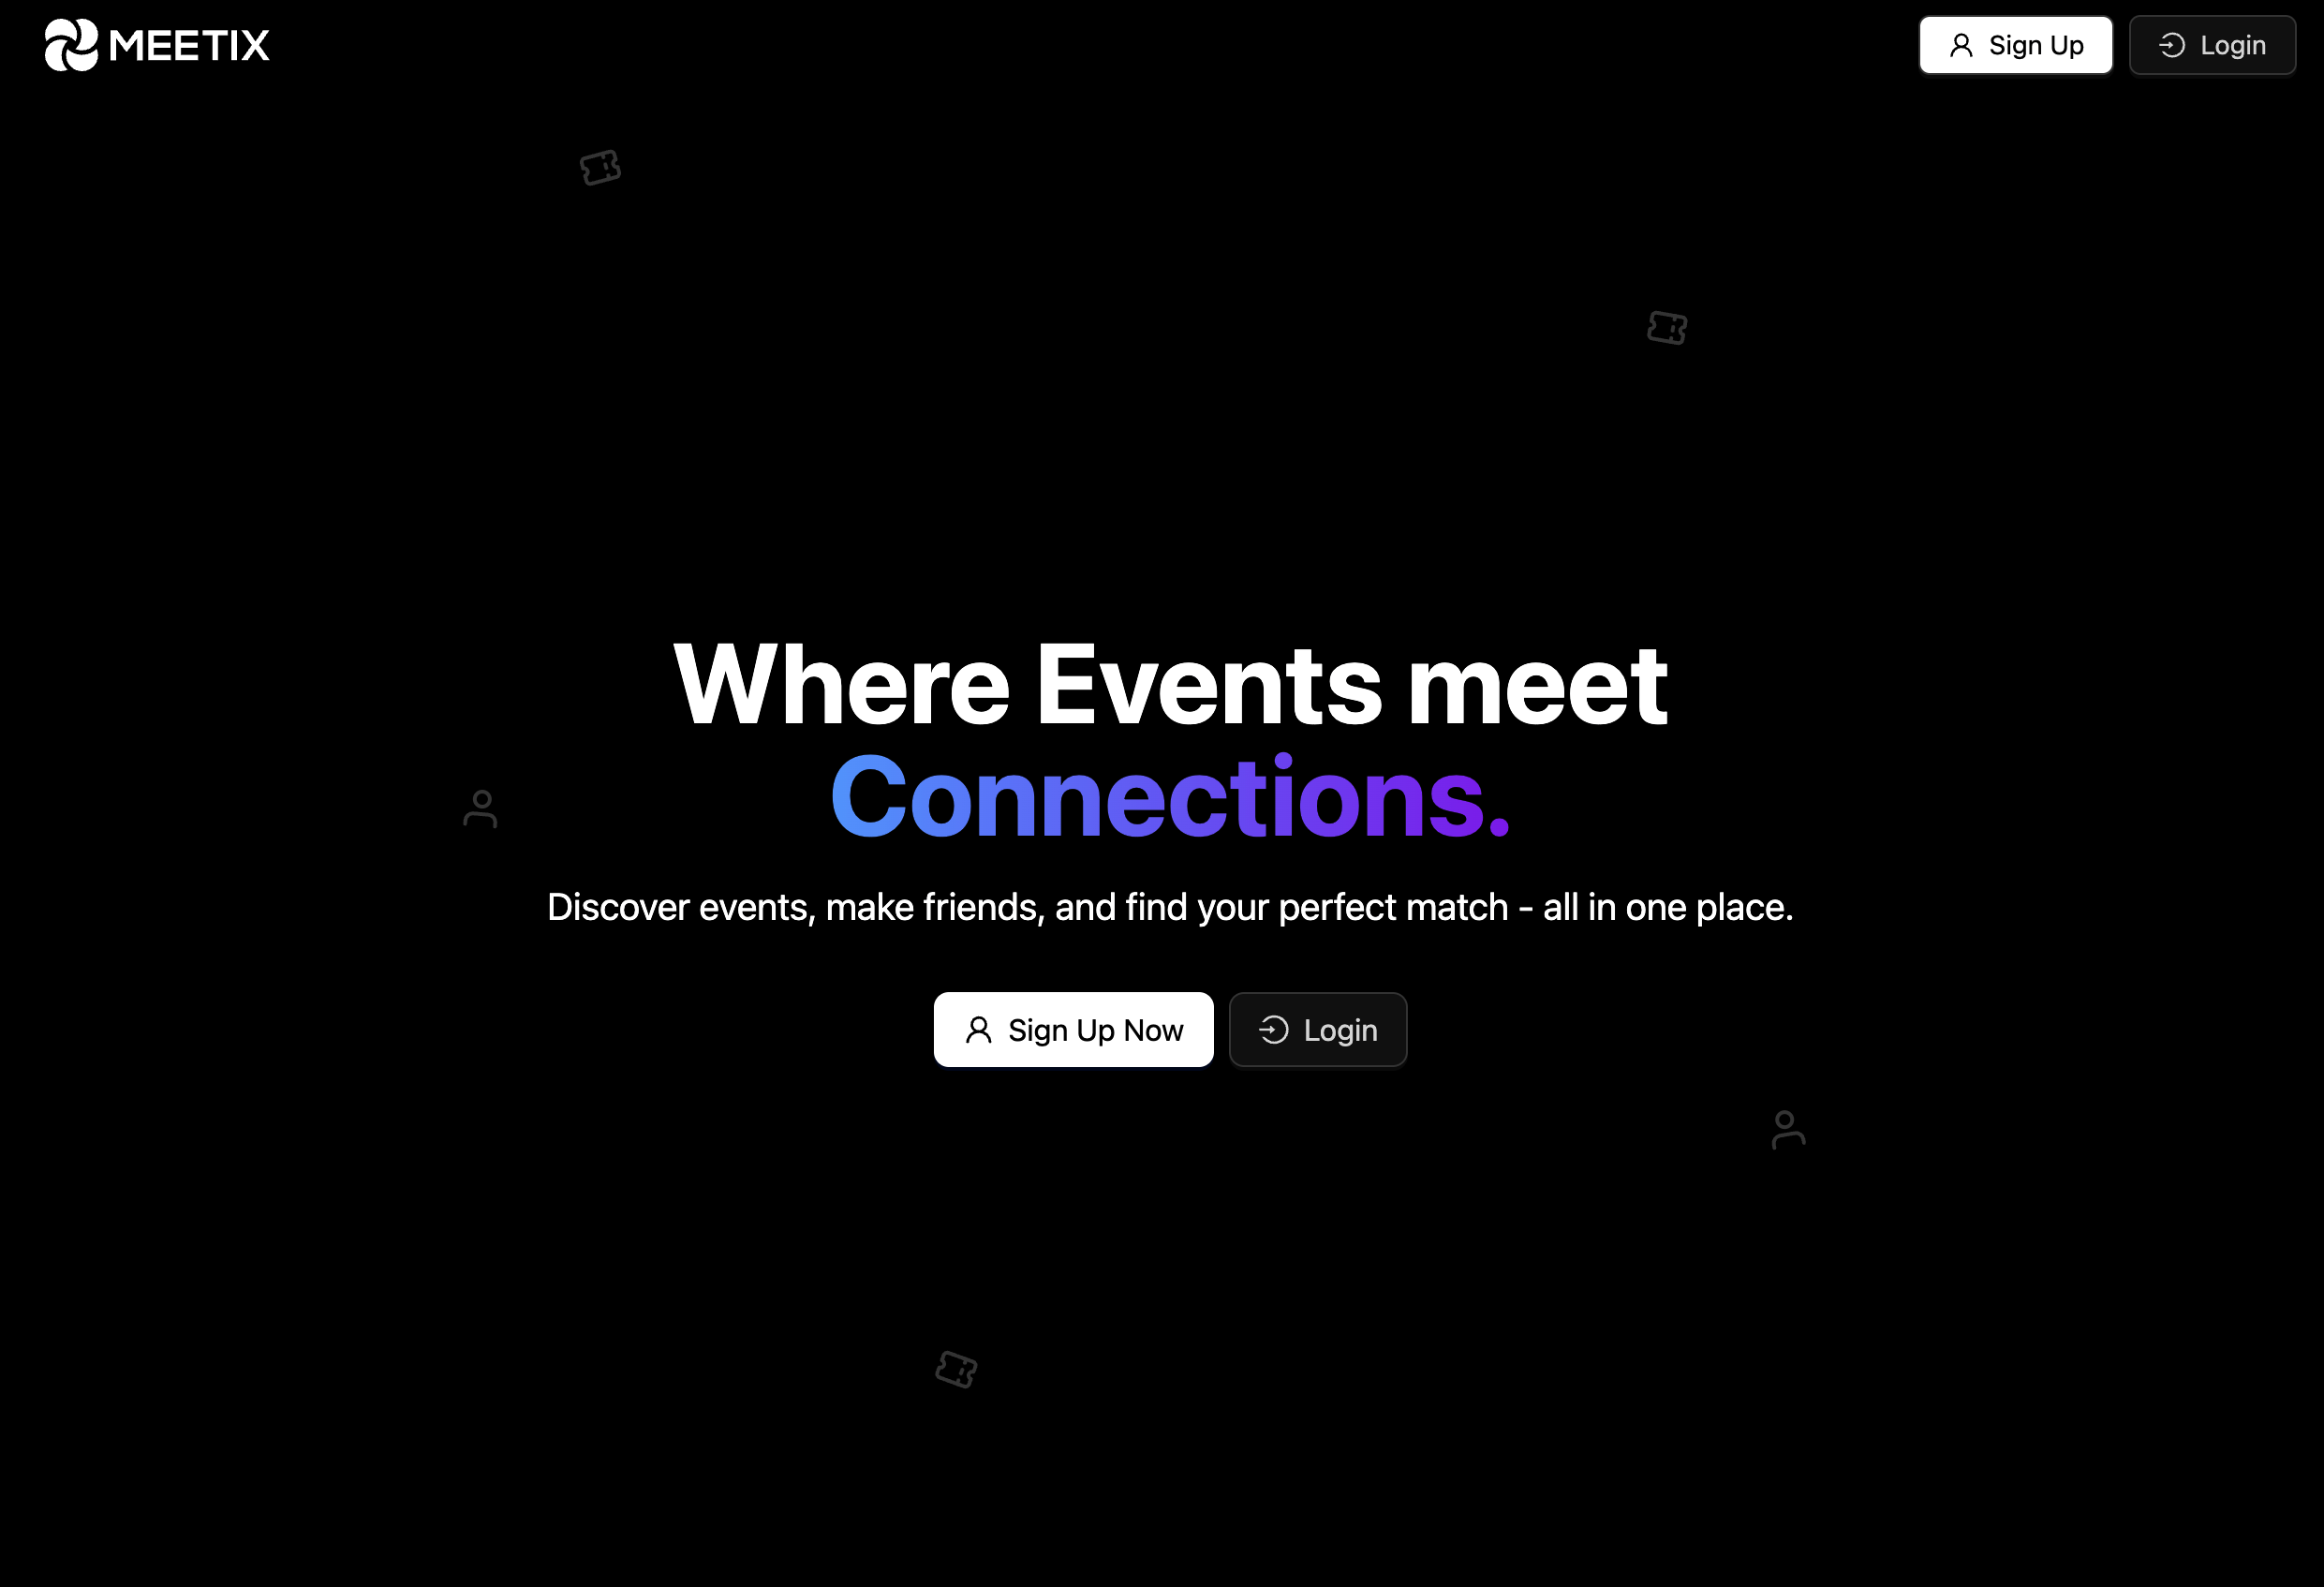 MEETIX
Sign Up
Login
Where Events meet
Connections.
Discover events, make friends, and find your perfect match - all in one place.
Sign Up Now
Login